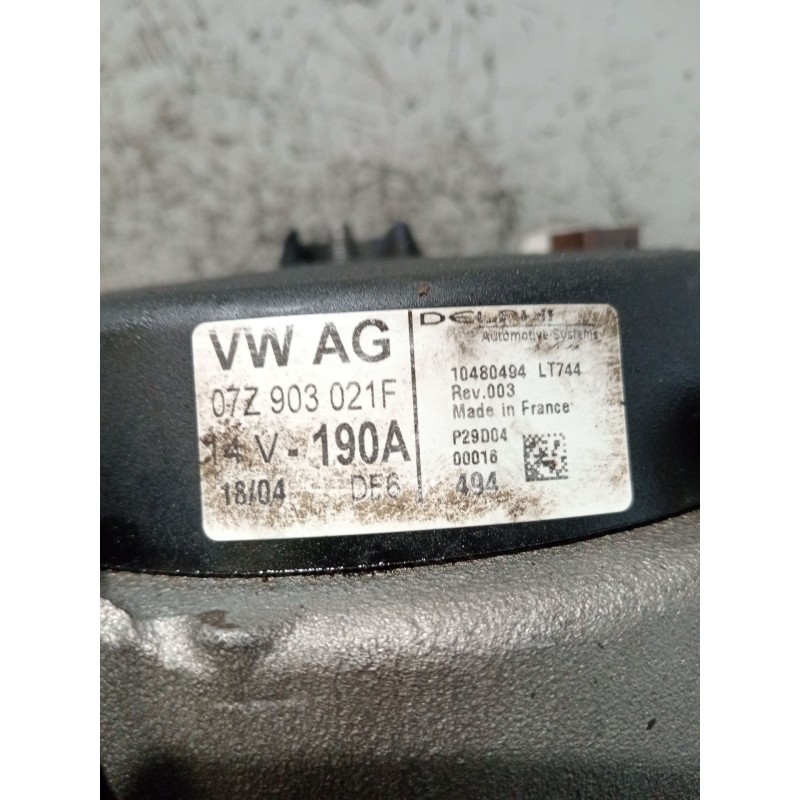 VW AG
07Z 903 021F
14 V - 190A
18/04 DE6
DELPHI
Automotive Systems
10480494 LT744
Rev.003
Made in France
P29D04
00016
494